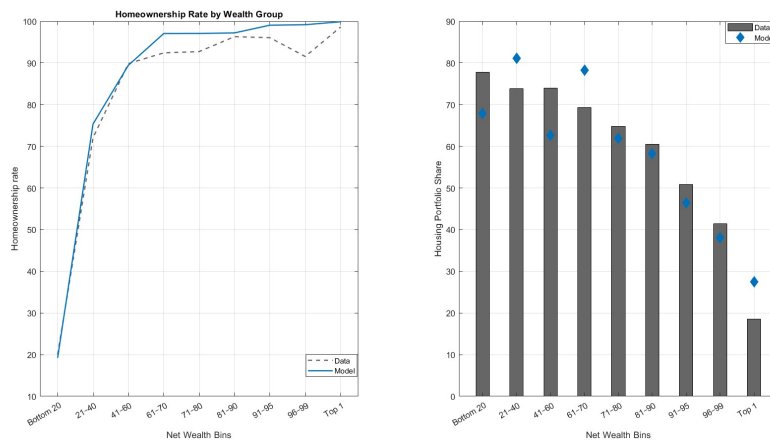 Homeownership Rate by Wealth Group
100
90
80
70
60
50
40
30
20
10
Homeownership rate
Bottom 20
21-40
41-60
61-70
71-80
81-90
91-95
96-99
Top 1
Net Wealth Bins
Data
Model
90
80
70
60
50
40
30
20
10
0
Housing Portfolio Share
Bottom 20
21-40
41-60
61-70
71-80
81-90
91-95
96-99
Top 1
Net Wealth Bins
Data
Mode